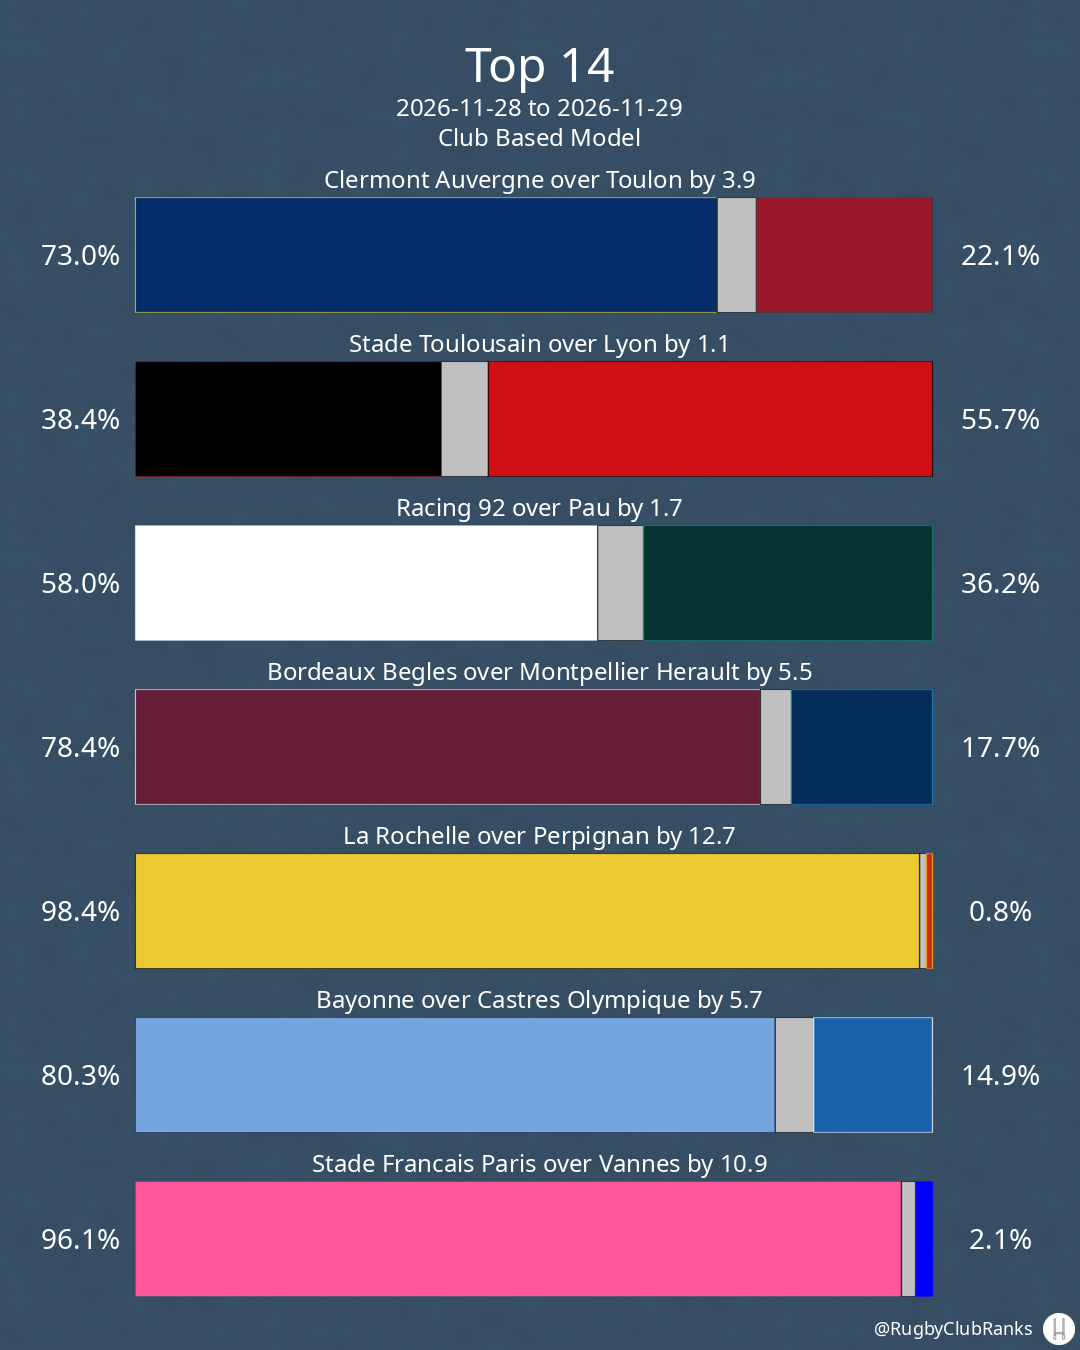 Top 14
2026-11-28 to 2026-11-29
Club Based Model
Clermont Auvergne over Toulon by 3.9
73.0% 22.1%
Stade Toulousain over Lyon by 1.1
38.4% 55.7%
Racing 92 over Pau by 1.7
58.0% 36.2%
Bordeaux Begles over Montpellier Herault by 5.5
78.4% 17.7%
La Rochelle over Perpignan by 12.7
98.4% 0.8%
Bayonne over Castres Olympique by 5.7
80.3% 14.9%
Stade Francais Paris over Vannes by 10.9
96.1% 2.1%
@RugbyClubRanks